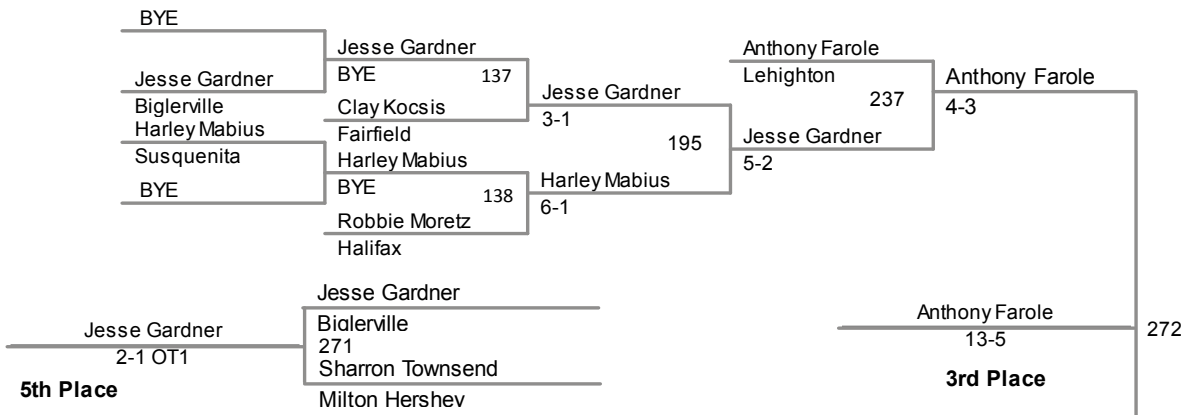 BYE
Jesse Gardner
Biglerville
Harley Mabius
Susquenita
BYE
Jesse Gardner
BYE
137
Clay Kocsis
Fairfield
Harley Mabius
BYE
138
Robbie Moretz
Halifax
Jesse Gardner
3-1
195
Harley Mabius
6-1
Anthony Farole
Lehighton
237
Jesse Gardner
5-2
Anthony Farole
4-3
Jesse Gardner
2-1 OT1
5th Place
Jesse Gardner
Biglerville
271
Sharron Townsend
Milton Hershey
Anthony Farole
13-5
3rd Place
272